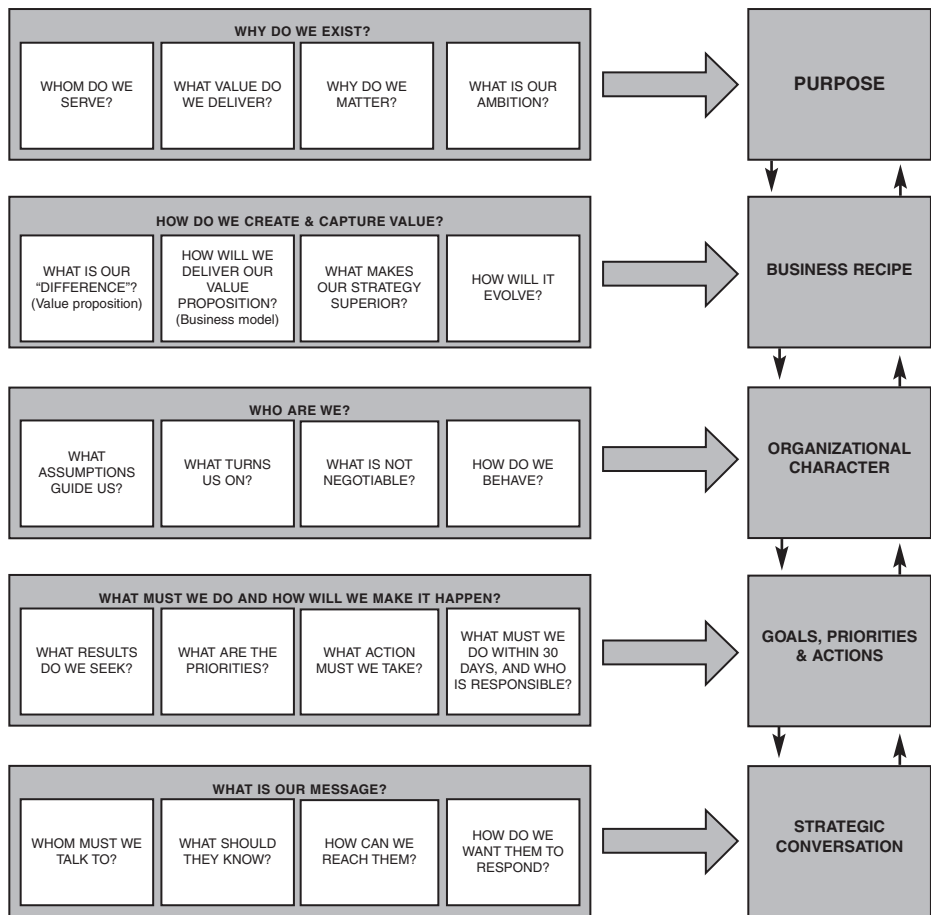 WHY DO WE EXIST?
WHOM DO WE
SERVE?
WHAT VALUE DO
WE DELIVER?
WHY DO WE
MATTER?
WHAT IS OUR
AMBITION?
PURPOSE
HOW DO WE CREATE & CAPTURE VALUE?
WHAT IS OUR
“DIFFERENCE”?
(Value proposition)
HOW WILL WE
DELIVER OUR
VALUE
PROPOSITION?
(Business model)
WHAT MAKES
OUR STRATEGY
SUPERIOR?
HOW WILL IT
EVOLVE?
BUSINESS RECIPE
WHO ARE WE?
WHAT
ASSUMPTIONS
GUIDE US?
WHAT TURNS
US ON?
WHAT IS NOT
NEGOTIABLE?
HOW DO WE
BEHAVE?
ORGANIZATIONAL
CHARACTER
WHAT MUST WE DO AND HOW WILL WE MAKE IT HAPPEN?
WHAT RESULTS
DO WE SEEK?
WHAT ARE THE
PRIORITIES?
WHAT ACTION
MUST WE TAKE?
WHAT MUST WE
DO WITHIN 30
DAYS, AND WHO
IS RESPONSIBLE?
GOALS, PRIORITIES
& ACTIONS
WHAT IS OUR MESSAGE?
WHOM MUST WE
TALK TO?
WHAT SHOULD
THEY KNOW?
HOW CAN WE
REACH THEM?
HOW DO WE
WANT THEM TO
RESPOND?
STRATEGIC
CONVERSATION